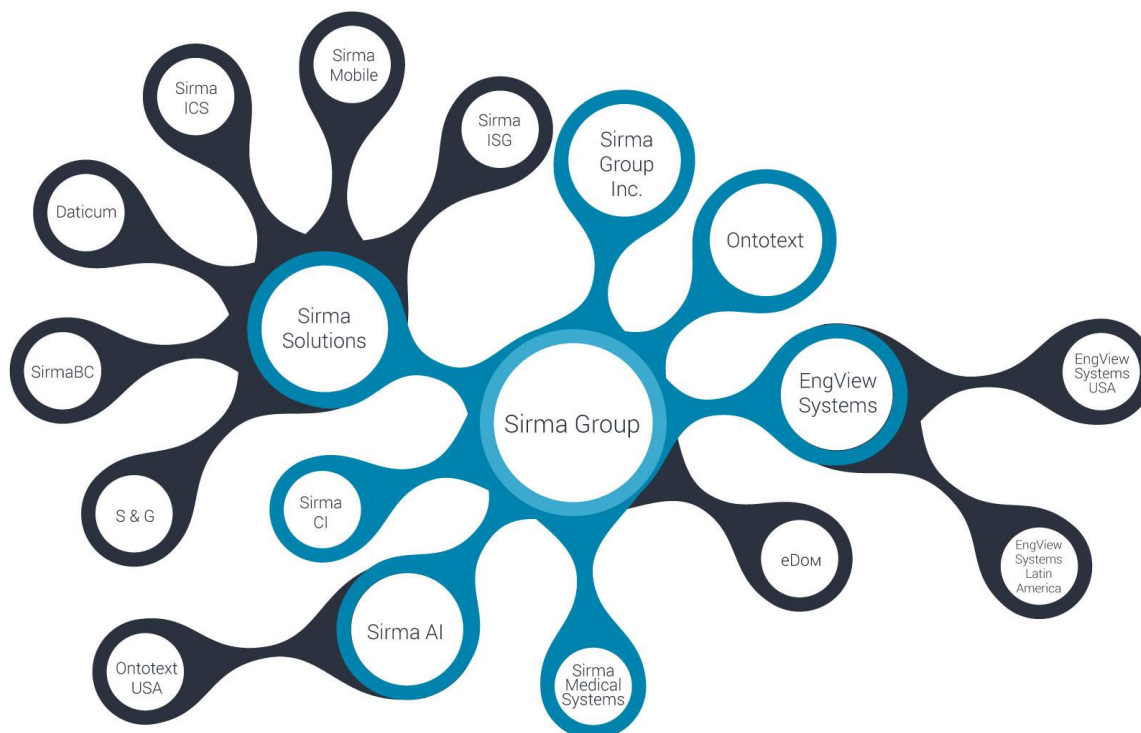 Sirma
Mobile
Sirma
ICS
Sirma
ISG
Sirma
Group
Inc.
Daticum
Ontotext
Sirma
Solutions
SirmaBC
EngView
Systems
USA
EngView
Systems
Sirma Group
S & G
Sirma
CI
eDом
EngView
Systems
Latin
America
Sirma AI
Ontotext
USA
Sirma
Medical
Systems